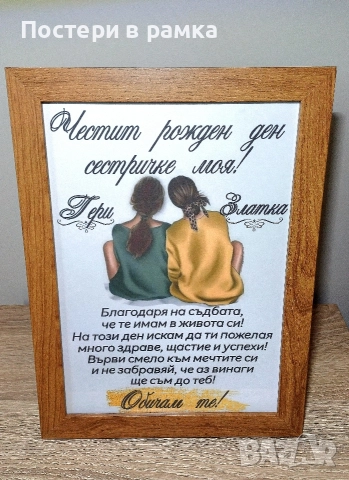 Постери в рамка
Честит рожден ден
сестричке моя!
Гери
Златка
Благодаря на съдбата,
че те имам в живота си!
На този ден искам да ти пожелая
много здраве, щастие и успехи!
Върви смело към мечтите си
и не забравяй, че аз винаги
ще съм до теб!
Обичам те!
BAZAR